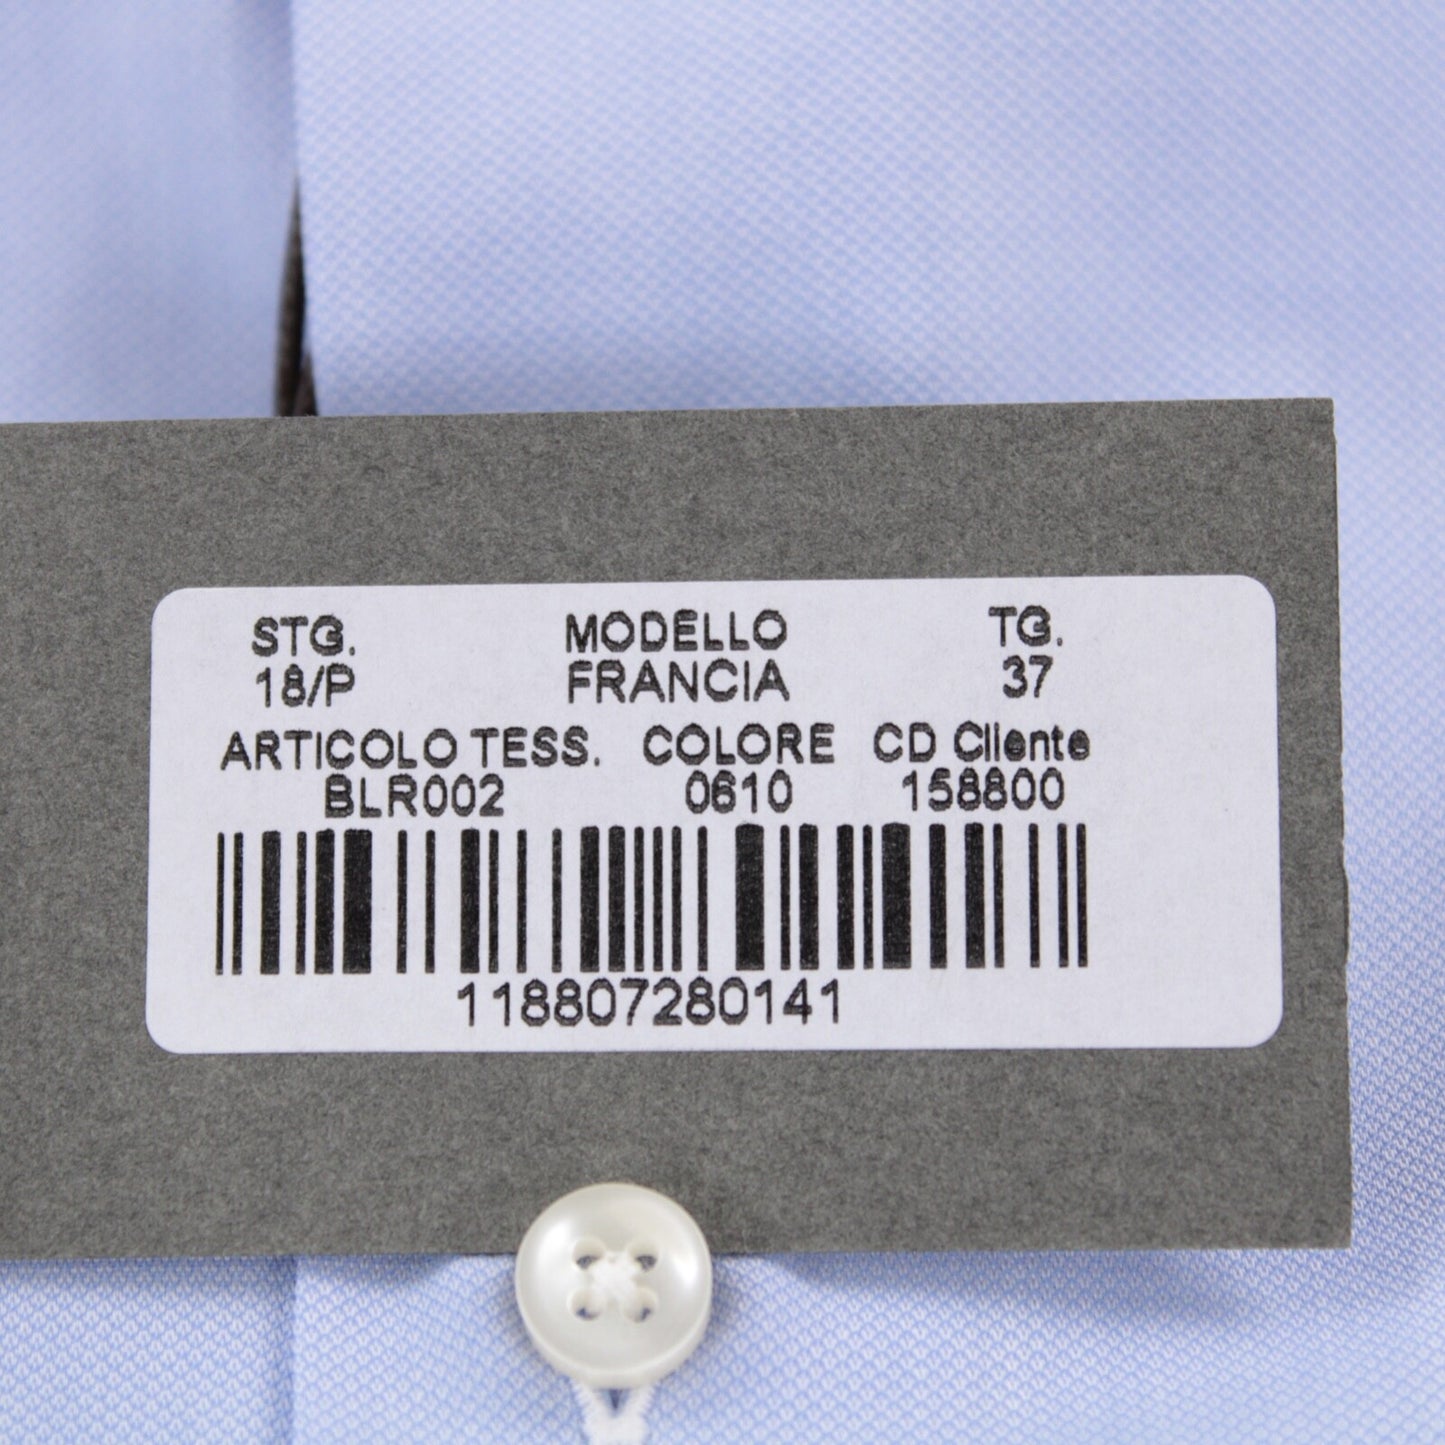 STG. MODELLO TG.
18/P FRANCIA 37
ARTICOLO TESS. COLORE CD Cliente
BLR002 0610 158800
118807280141